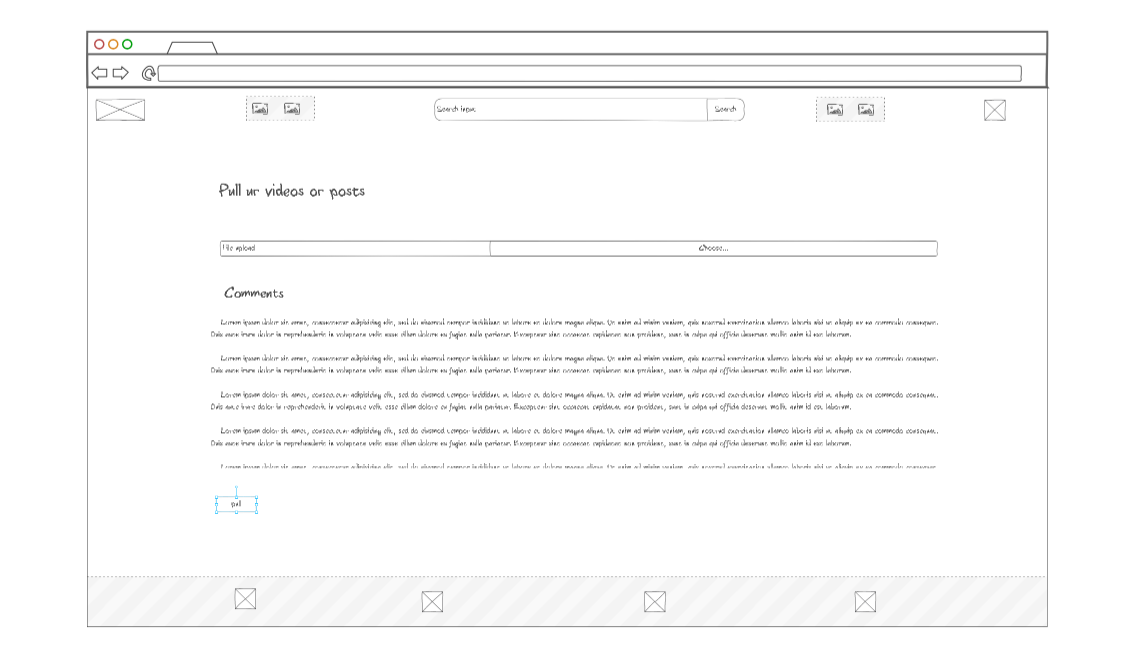 Search input Search
Pull ur videos or posts
File upload Choose...
Comments
Lorem ipsum dolor sit amet, consectetur adipisicing elit, sed do eiusmod tempor incididunt ut labore et dolore magna aliqua. Ut enim ad minim veniam, quis nostrud exercitation ullamco laboris nisi ut aliquip ex ea commodo consequat.
Duis aute irure dolor in reprehenderit in voluptate velit esse cillum dolore eu fugiat nulla pariatur. Excepteur sint occaecat cupidatat non proident, sunt in culpa qui officia deserunt mollit anim id est laborum.
Lorem ipsum dolor sit amet, consectetur adipisicing elit, sed do eiusmod tempor incididunt ut labore et dolore magna aliqua. Ut enim ad minim veniam, quis nostrud exercitation ullamco laboris nisi ut aliquip ex ea commodo consequat.
Duis aute irure dolor in reprehenderit in voluptate velit esse cillum dolore eu fugiat nulla pariatur. Excepteur sint occaecat cupidatat non proident, sunt in culpa qui officia deserunt mollit anim id est laborum.
Lorem ipsum dolor sit amet, consectetur adipisicing elit, sed do eiusmod tempor incididunt ut labore et dolore magna aliqua. Ut enim ad minim veniam, quis nostrud exercitation ullamco laboris nisi ut aliquip ex ea commodo consequat.
Duis aute irure dolor in reprehenderit in voluptate velit esse cillum dolore eu fugiat nulla pariatur. Excepteur sint occaecat cupidatat non proident, sunt in culpa qui officia deserunt mollit anim id est laborum.
Lorem ipsum dolor sit amet, consectetur adipisicing elit, sed do eiusmod tempor incididunt ut labore et dolore magna aliqua. Ut enim ad minim veniam, quis nostrud exercitation ullamco laboris nisi ut aliquip ex ea commodo consequat.
Duis aute irure dolor in reprehenderit in voluptate velit esse cillum dolore eu fugiat nulla pariatur. Excepteur sint occaecat cupidatat non proident, sunt in culpa qui officia deserunt mollit anim id est laborum.
Lorem ipsum dolor sit amet, consectetur adipisicing elit, sed do eiusmod tempor incididunt ut labore et dolore magna aliqua. Ut enim ad minim veniam, quis nostrud exercitation ullamco laboris nisi ut aliquip ex ea commodo consequat.